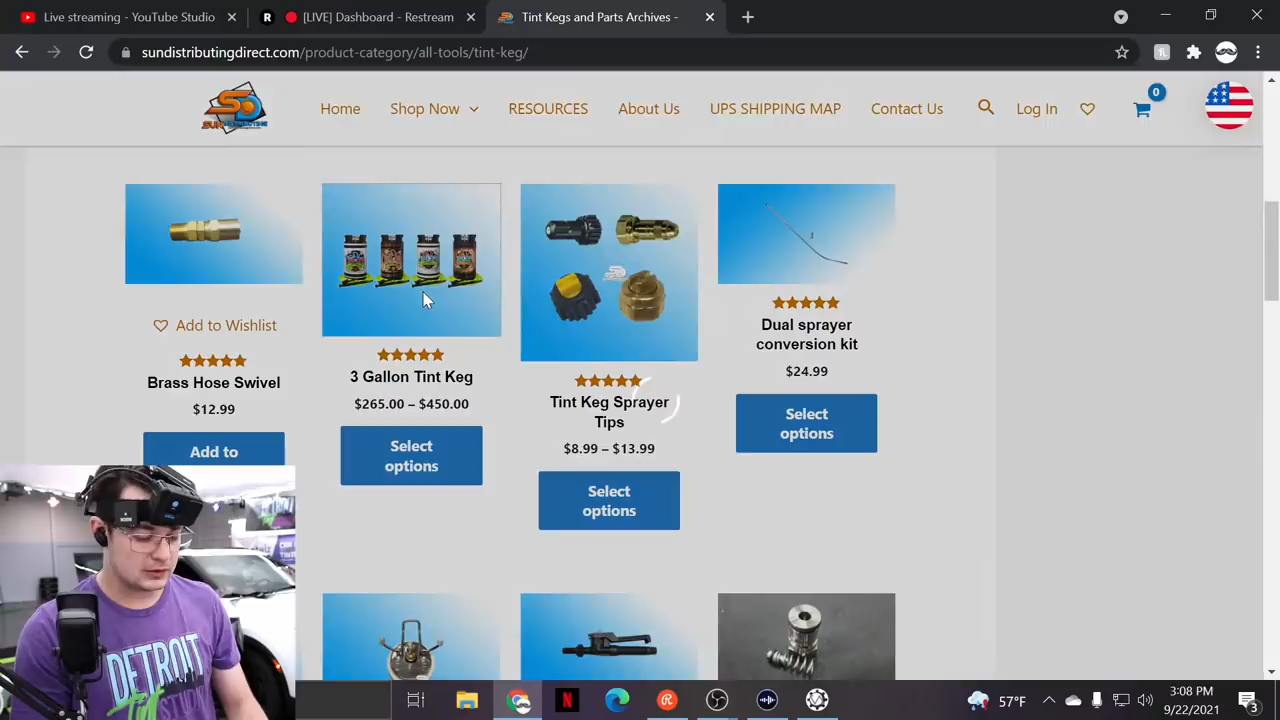 Live streaming - YouTube Studio
[LIVE] Dashboard - Restream
Tint Kegs and Parts Archives -
sundistributingdirect.com/product-category/all-tools/tint-keg/
Home
Shop Now
RESOURCES
About Us
UPS SHIPPING MAP
Contact Us
Log In
0
Add to Wishlist
Brass Hose Swivel
$12.99
Add to
3 Gallon Tint Keg
$265.00 – $450.00
Select
options
Tint Keg Sprayer
Tips
$8.99 – $13.99
Select
options
Dual sprayer
conversion kit
$24.99
Select
options
DETROIT
57°F
3:08 PM
9/22/2021
3